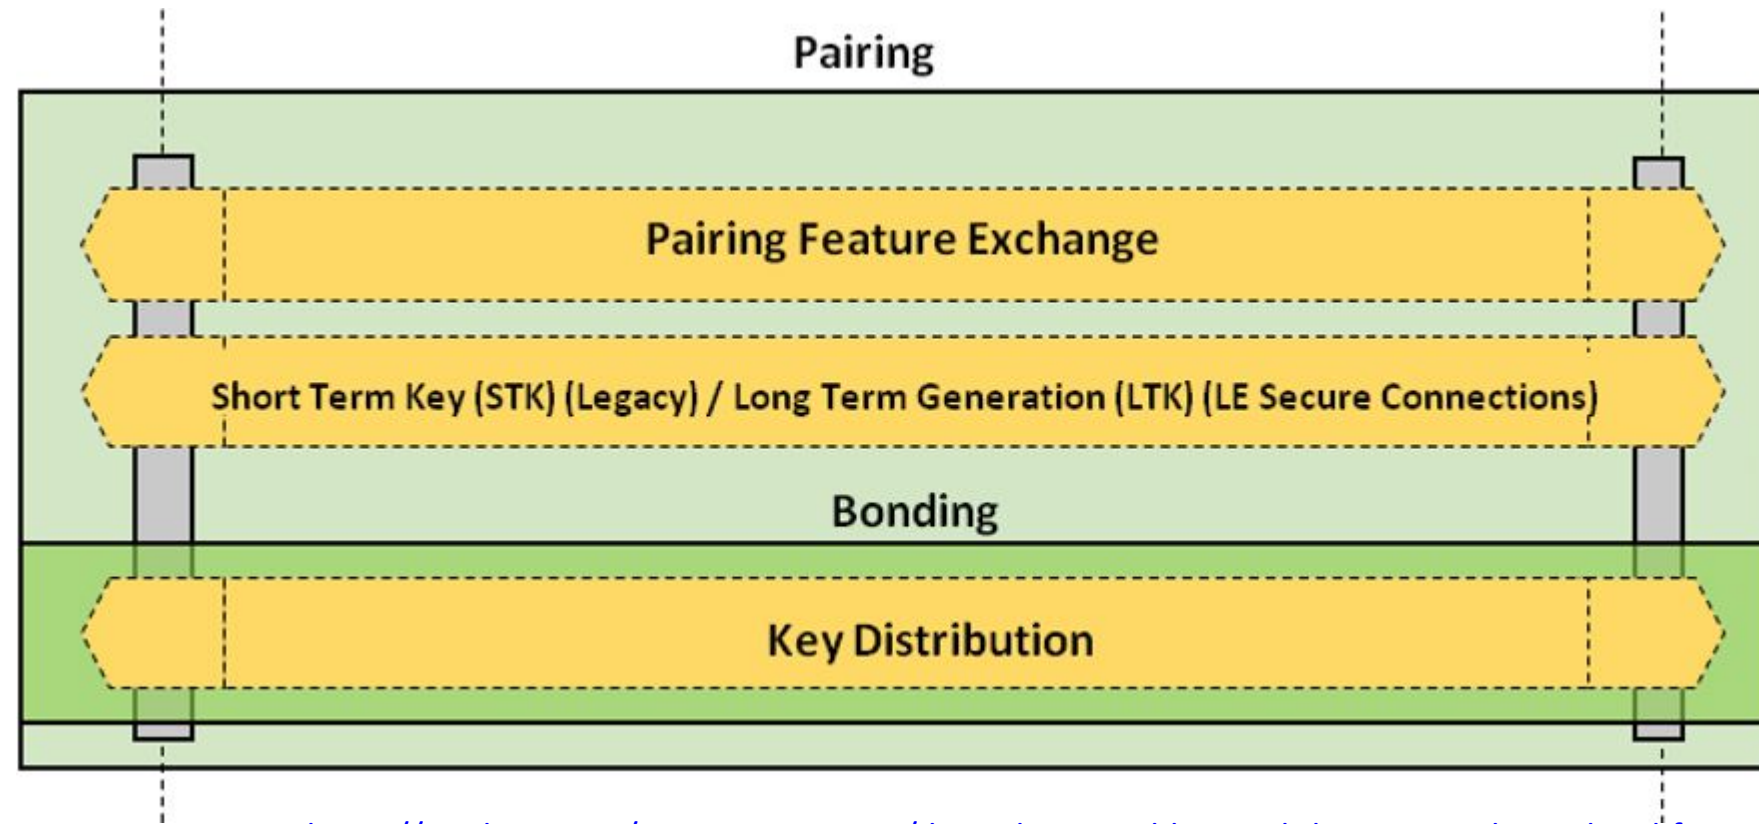 Pairing
Pairing Feature Exchange
Short Term Key (STK) (Legacy) / Long Term Generation (LTK) (LE Secure Connections)
Bonding
Key Distribution